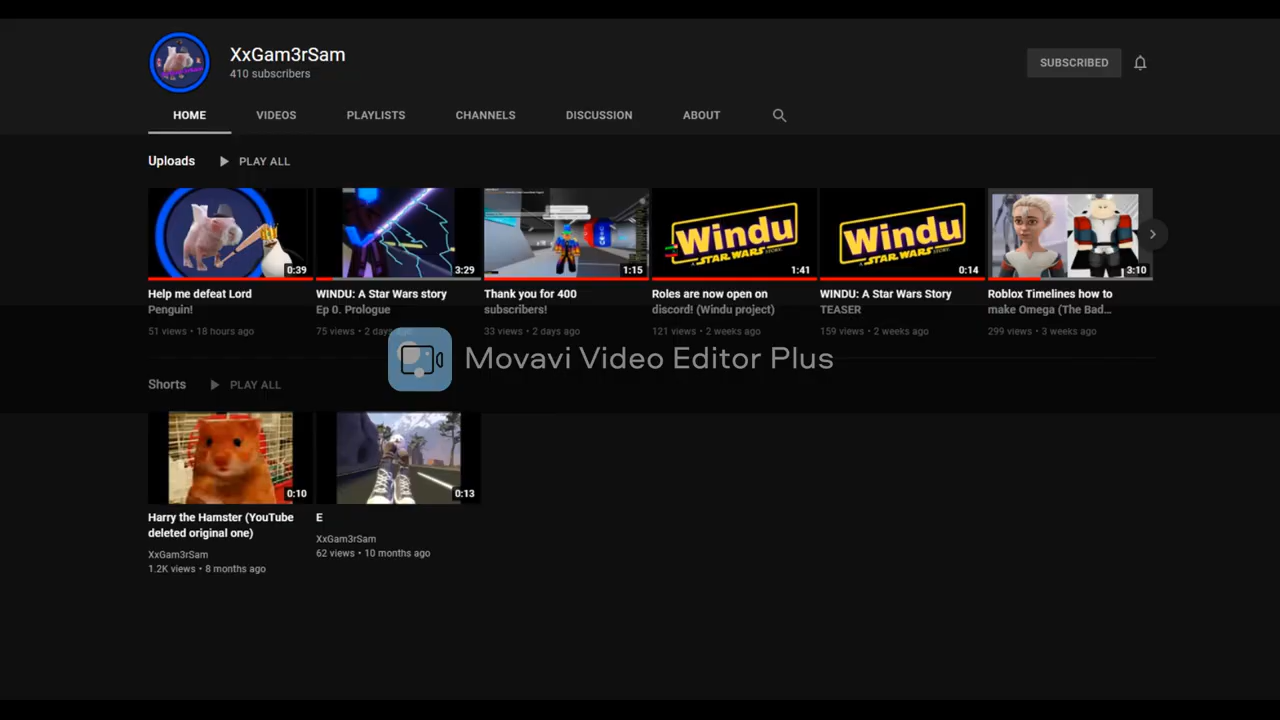 XxGam3rSam
410 subscribers
SUBSCRIBED
HOME VIDEOS PLAYLISTS CHANNELS DISCUSSION ABOUT
Uploads PLAY ALL
Windu
A STAR WARS STORY
Windu
A STAR WARS STORY
0:39 3:29 1:15 1:41 0:14 3:10
Help me defeat Lord Penguin!
51 views • 18 hours ago
WINDU: A Star Wars story
Ep 0. Prologue
75 views • 2 days ago
Thank you for 400
subscribers!
33 views • 2 days ago
Roles are now open on
discord! (Windu project)
121 views • 2 weeks ago
WINDU: A Star Wars Story
TEASER
159 views • 2 weeks ago
Roblox Timelines how to
make Omega (The Bad...
299 views • 3 weeks ago
Movavi Video Editor Plus
Shorts PLAY ALL
0:10 0:13
Harry the Hamster (YouTube
deleted original one)
XxGam3rSam
1.2K views • 8 months ago
E
XxGam3rSam
62 views • 10 months ago